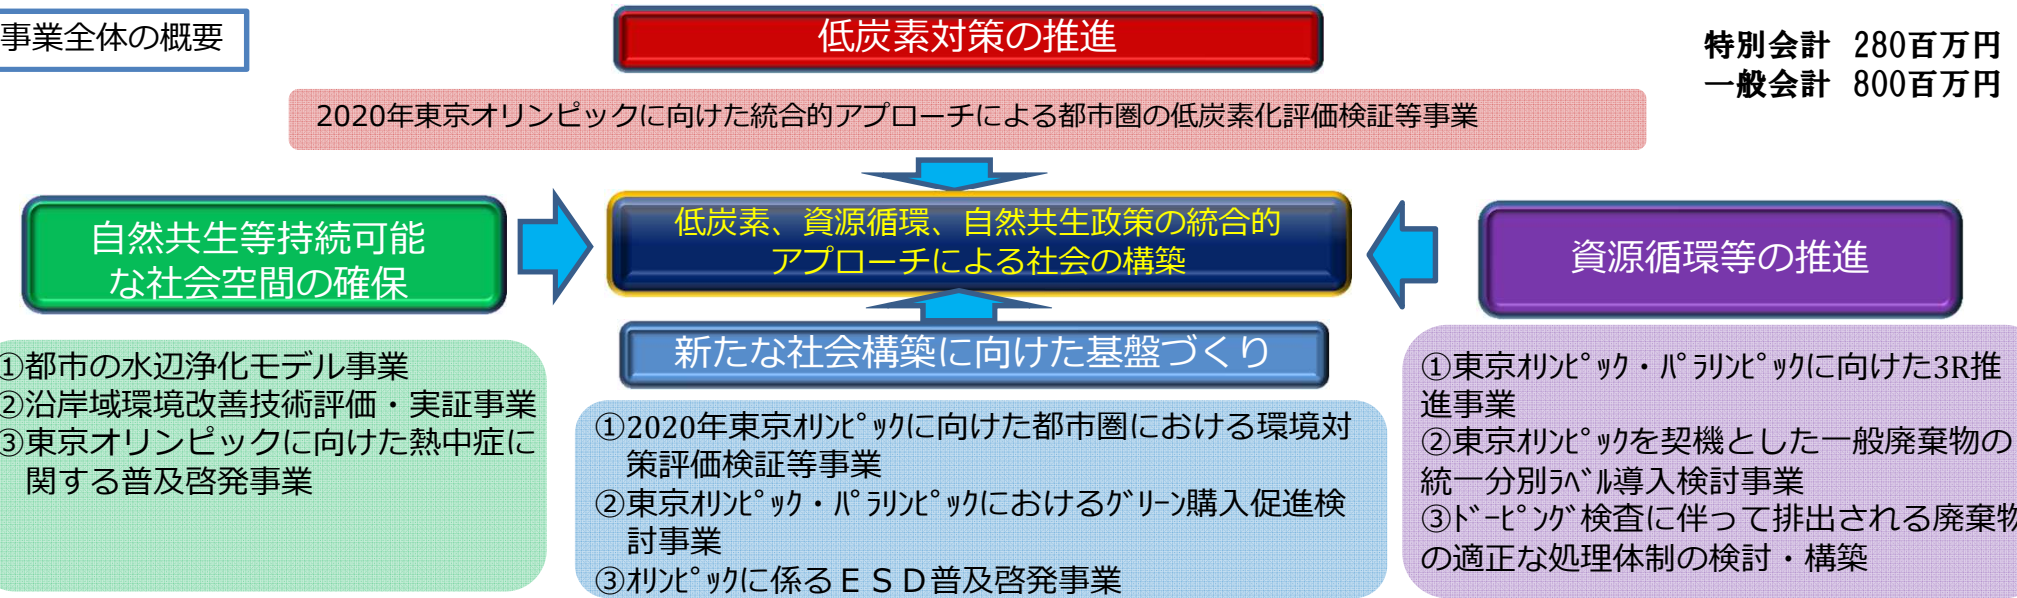 事業全体の概要
低炭素対策の推進
特別会計 280百万円
一般会計 800百万円
2020年東京オリンピックに向けた統合的アプローチによる都市圏の低炭素化評価検証等事業
自然共生等持続可能
な社会空間の確保
低炭素、資源循環、自然共生政策の統合的
アプローチによる社会の構築
資源循環等の推進
新たな社会構築に向けた基盤づくり
①都市の水辺浄化モデル事業
②沿岸域環境改善技術評価・実証事業
③東京オリンピックに向けた熱中症に
関する普及啓発事業
①2020年東京ｵﾘﾝﾋﾟｯｸに向けた都市圏における環境対
策評価検証等事業
②東京ｵﾘﾝﾋﾟｯｸ・ﾊﾟﾗﾘﾝﾋﾟｯｸにおけるｸﾞﾘｰﾝ購入促進検
討事業
③ｵﾘﾝﾋﾟｯｸに係るＥＳＤ普及啓発事業
①東京ｵﾘﾝﾋﾟｯｸ・ﾊﾟﾗﾘﾝﾋﾟｯｸに向けた3R推
進事業
②東京ｵﾘﾝﾋﾟｯｸを契機とした一般廃棄物の
統一分別ﾗﾍﾞﾙ導入検討事業
③ﾄﾞｰﾋﾟﾝｸﾞ検査に伴って排出される廃棄物
の適正な処理体制の検討・構築